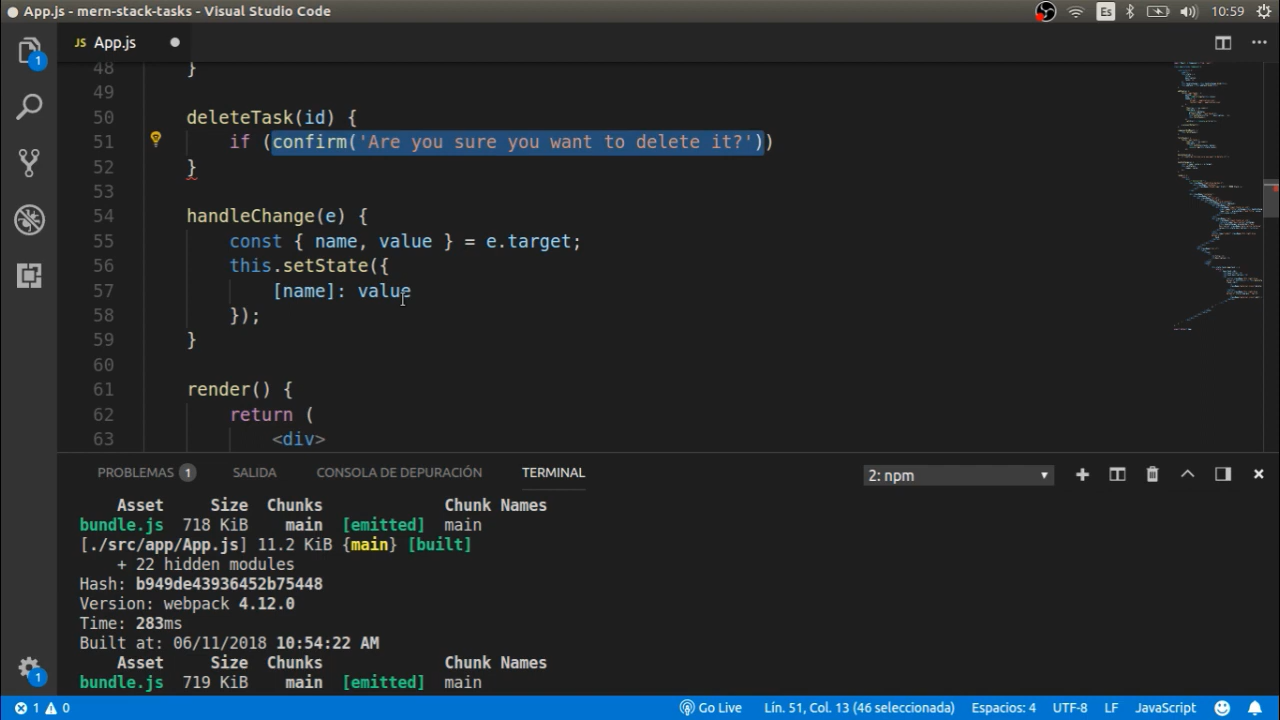 App.js - mern-stack-tasks - Visual Studio Code
Es
10:59
JS App.js
1
48 }
49
50 deleteTask(id) {
51 if (confirm('Are you sure you want to delete it?'))
52 }
53
54 handleChange(e) {
55 const { name, value } = e.target;
56 this.setState({
57 [name]: value
58 });
59 }
60
61 render() {
62 return (
63 <div>
PROBLEMAS 1 SALIDA CONSOLA DE DEPURACIÓN TERMINAL 2: npm
Asset Size Chunks Chunk Names
bundle.js 718 KiB main [emitted] main
[./src/app/App.js] 11.2 KiB {main} [built]
+ 22 hidden modules
Hash: b949de43936452b75448
Version: webpack 4.12.0
Time: 283ms
Built at: 06/11/2018 10:54:22 AM
Asset Size Chunks Chunk Names
bundle.js 719 KiB main [emitted] main
1
1 0 Go Live Lín. 51, Col. 13 (46 seleccionada) Espacios: 4 UTF-8 LF JavaScript